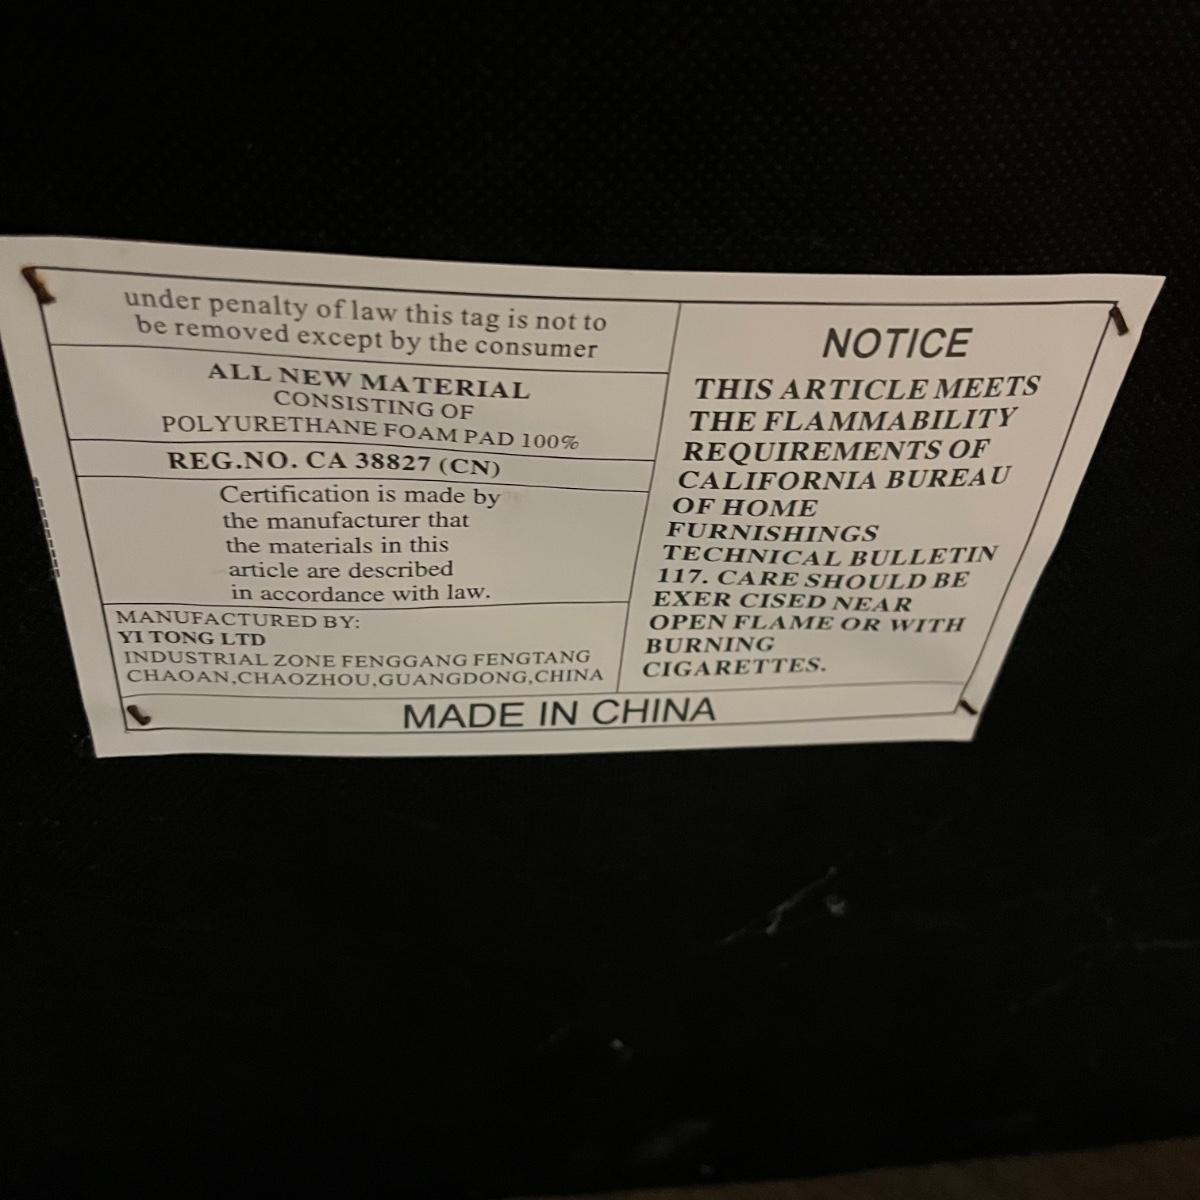 under penalty of law this tag is not to
be removed except by the consumer
ALL NEW MATERIAL
CONSISTING OF
POLYURETHANE FOAM PAD 100%
REG.NO. CA 38827 (CN)
Certification is made by
the manufacturer that
the materials in this
article are described
in accordance with law.
MANUFACTURED BY:
YI TONG LTD
INDUSTRIAL ZONE FENGGANG FENGTANG
CHAOAN,CHAOZHOU,GUANGDONG,CHINA
NOTICE
THIS ARTICLE MEETS
THE FLAMMABILITY
REQUIREMENTS OF
CALIFORNIA BUREAU
OF HOME
FURNISHINGS
TECHNICAL BULLETIN
117. CARE SHOULD BE
EXER CISED NEAR
OPEN FLAME OR WITH
BURNING
CIGARETTES.
MADE IN CHINA